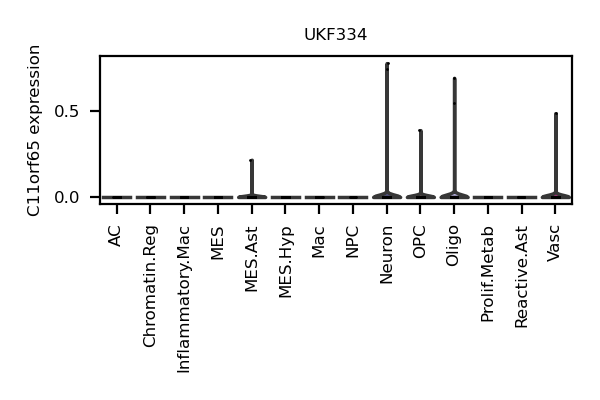 UKF334
C11orf65 expression
0.5
0.0
AC
Chromatin.Reg
Inflammatory.Mac
MES
MES.Ast
MES.Hyp
Mac
NPC
Neuron
OPC
Oligo
Prolif.Metab
Reactive.Ast
Vasc